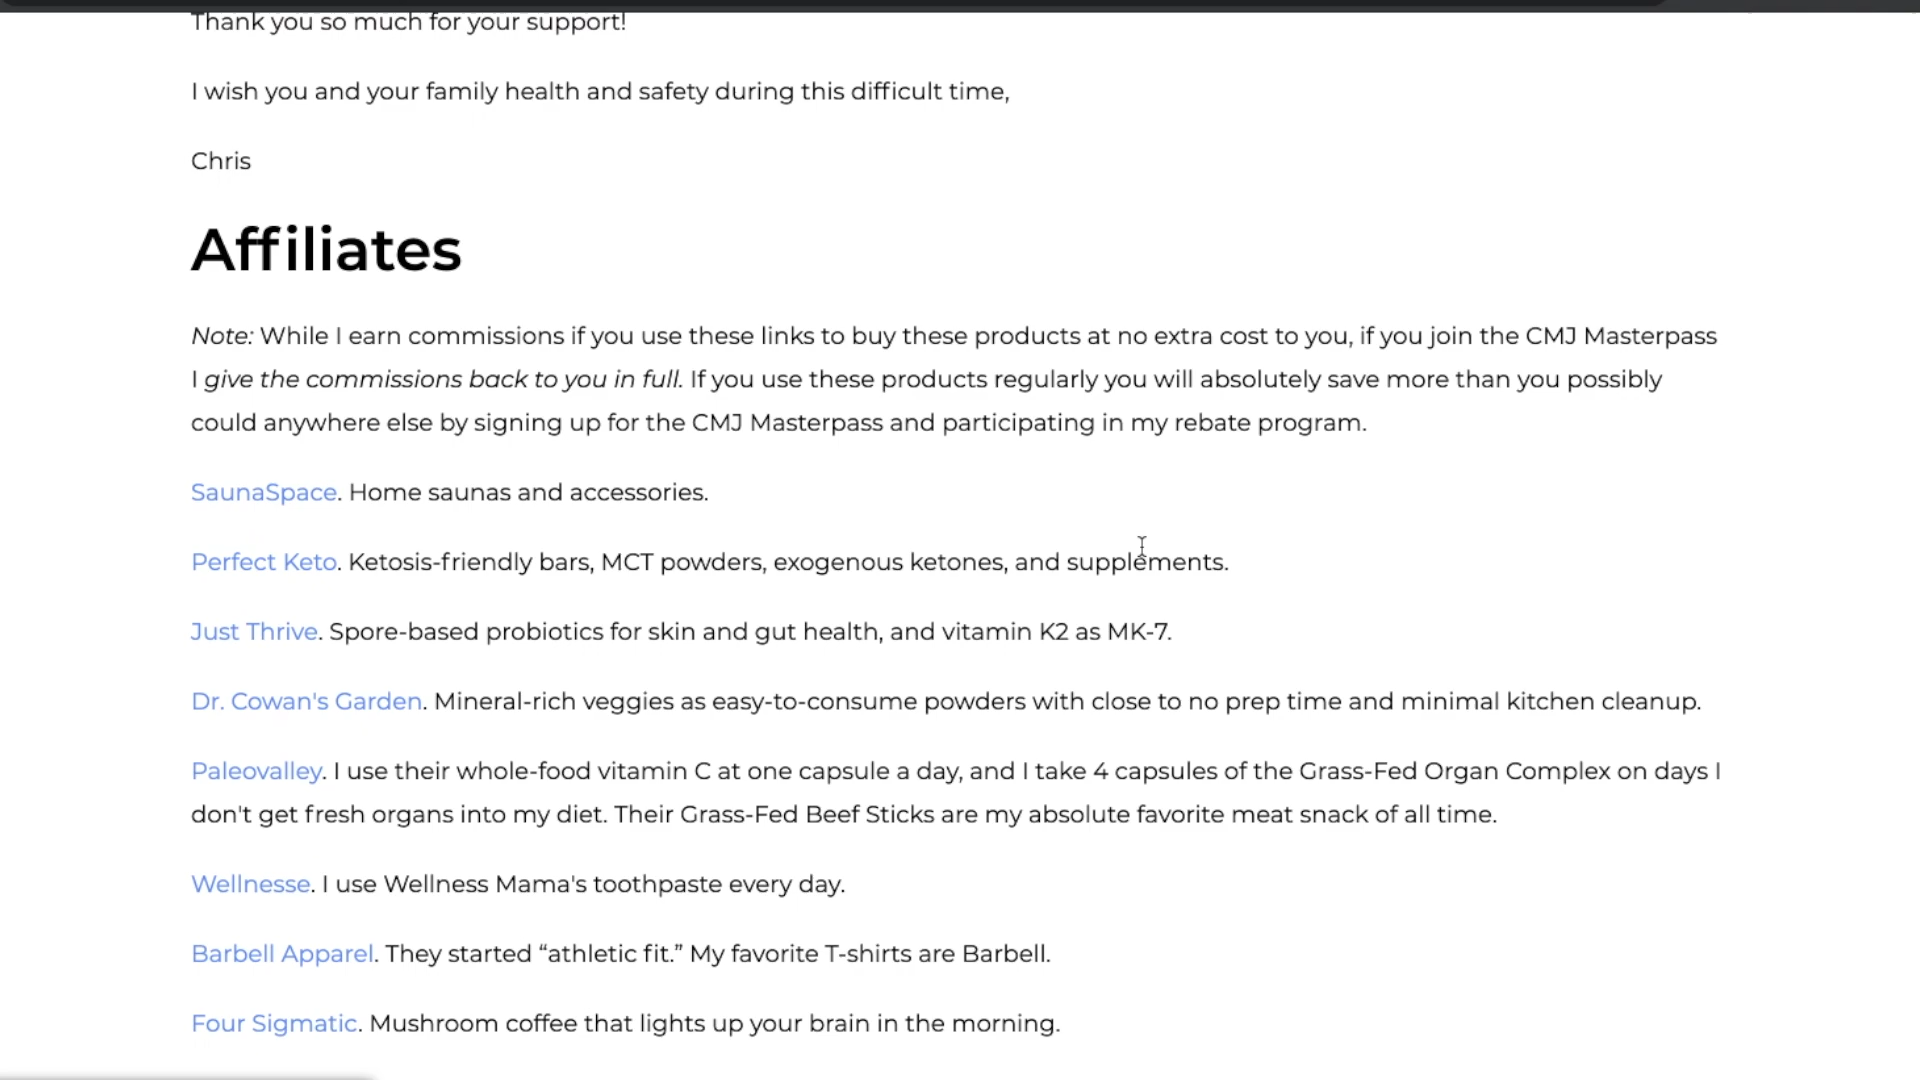 Thank you so much for your support!
I wish you and your family health and safety during this difficult time,
Chris
Affiliates
Note: While I earn commissions if you use these links to buy these products at no extra cost to you, if you join the CMJ Masterpass
I give the commissions back to you in full. If you use these products regularly you will absolutely save more than you possibly
could anywhere else by signing up for the CMJ Masterpass and participating in my rebate program.
SaunaSpace. Home saunas and accessories.
Perfect Keto. Ketosis-friendly bars, MCT powders, exogenous ketones, and supplements.
Just Thrive. Spore-based probiotics for skin and gut health, and vitamin K2 as MK-7.
Dr. Cowan's Garden. Mineral-rich veggies as easy-to-consume powders with close to no prep time and minimal kitchen cleanup.
Paleovalley. I use their whole-food vitamin C at one capsule a day, and I take 4 capsules of the Grass-Fed Organ Complex on days I
don't get fresh organs into my diet. Their Grass-Fed Beef Sticks are my absolute favorite meat snack of all time.
Wellnesse. I use Wellness Mama's toothpaste every day.
Barbell Apparel. They started “athletic fit.” My favorite T-shirts are Barbell.
Four Sigmatic. Mushroom coffee that lights up your brain in the morning.